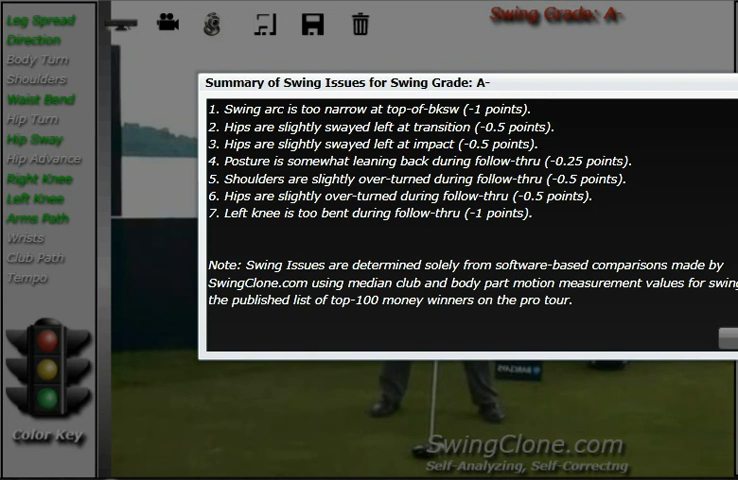 Leg Spread
Direction
Body Turn
Shoulders
Waist Bend
Hip Turn
Hip Sway
Hip Advance
Right Knee
Left Knee
Arms Path
Wrists
Club Path
Tempo
Color Key
Swing Grade: A-
Summary of Swing Issues for Swing Grade: A-
1. Swing arc is too narrow at top-of-bksw (-1 points).
2. Hips are slightly swayed left at transition (-0.5 points).
3. Hips are slightly swayed left at impact (-0.5 points).
4. Posture is somewhat leaning back during follow-thru (-0.25 points).
5. Shoulders are slightly over-turned during follow-thru (-0.5 points).
6. Hips are slightly over-turned during follow-thru (-0.5 points).
7. Left knee is too bent during follow-thru (-1 points).
Note: Swing Issues are determined solely from software-based comparisons made by
SwingClone.com using median club and body part motion measurement values for swing
the published list of top-100 money winners on the pro tour.
BARCLAYS
SwingClone.com
Self-Analyzing, Self-Correctng